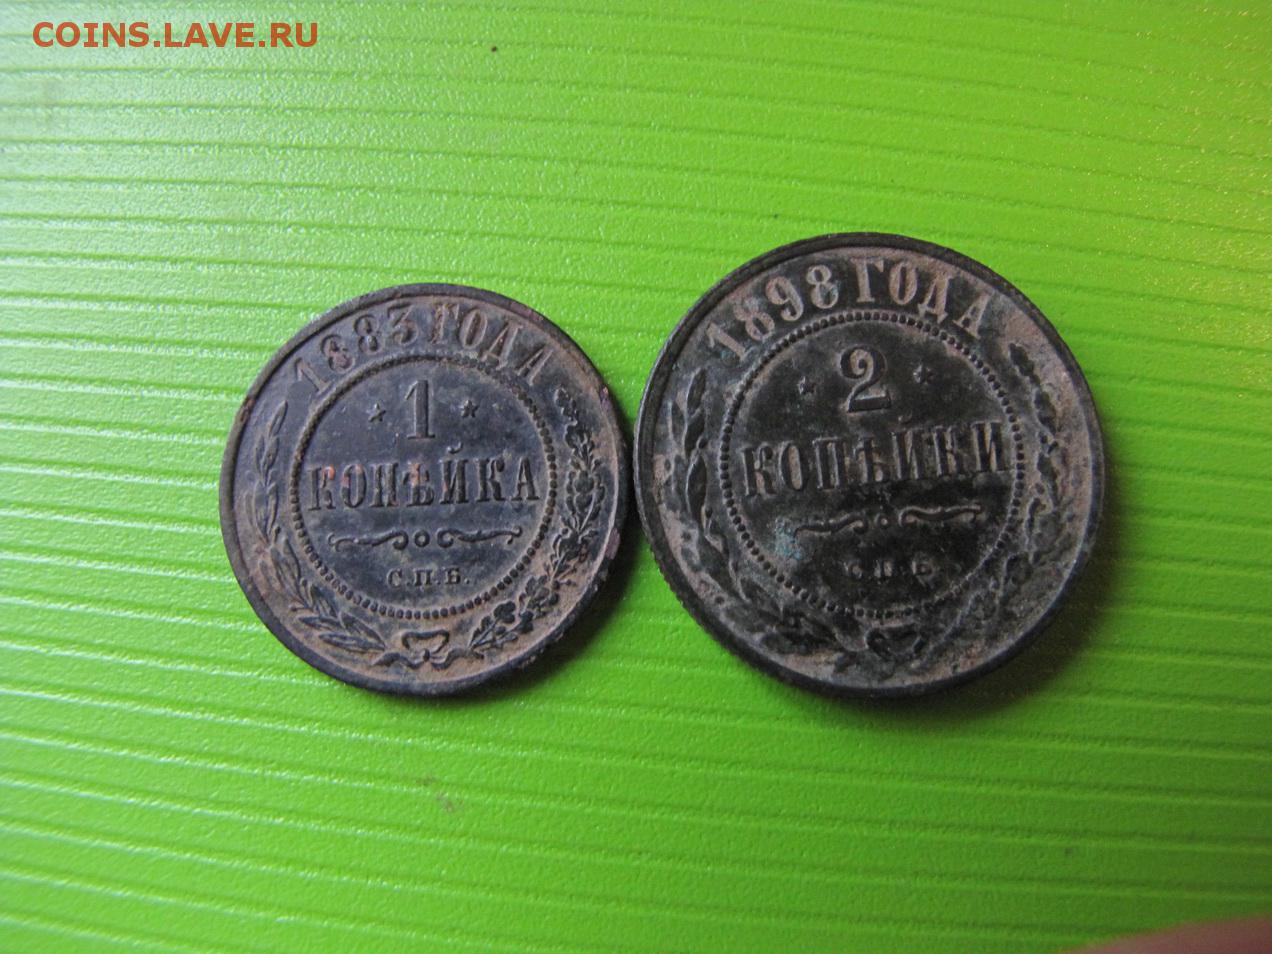 COINS.LAVE.RU
1883 ГОДА
1
КОПѢЙКА
С.П.Б.
1898 ГОДА
2
КОПѢЙКИ
С.П.Б.